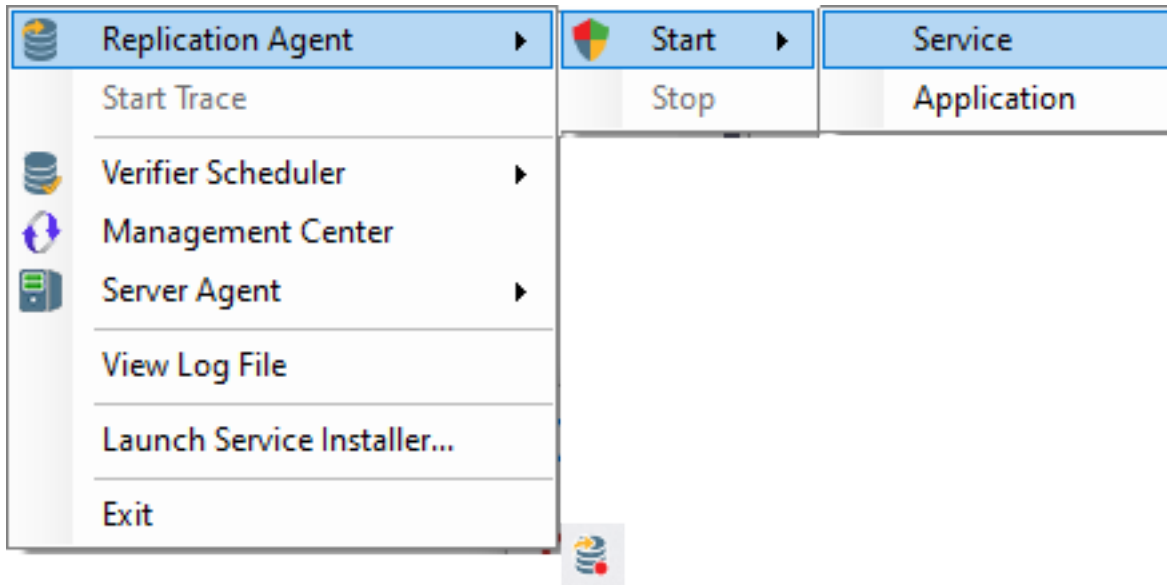 Replication Agent
Start Trace
Verifier Scheduler
Management Center
Server Agent
View Log File
Launch Service Installer...
Exit
Start
Stop
Service
Application